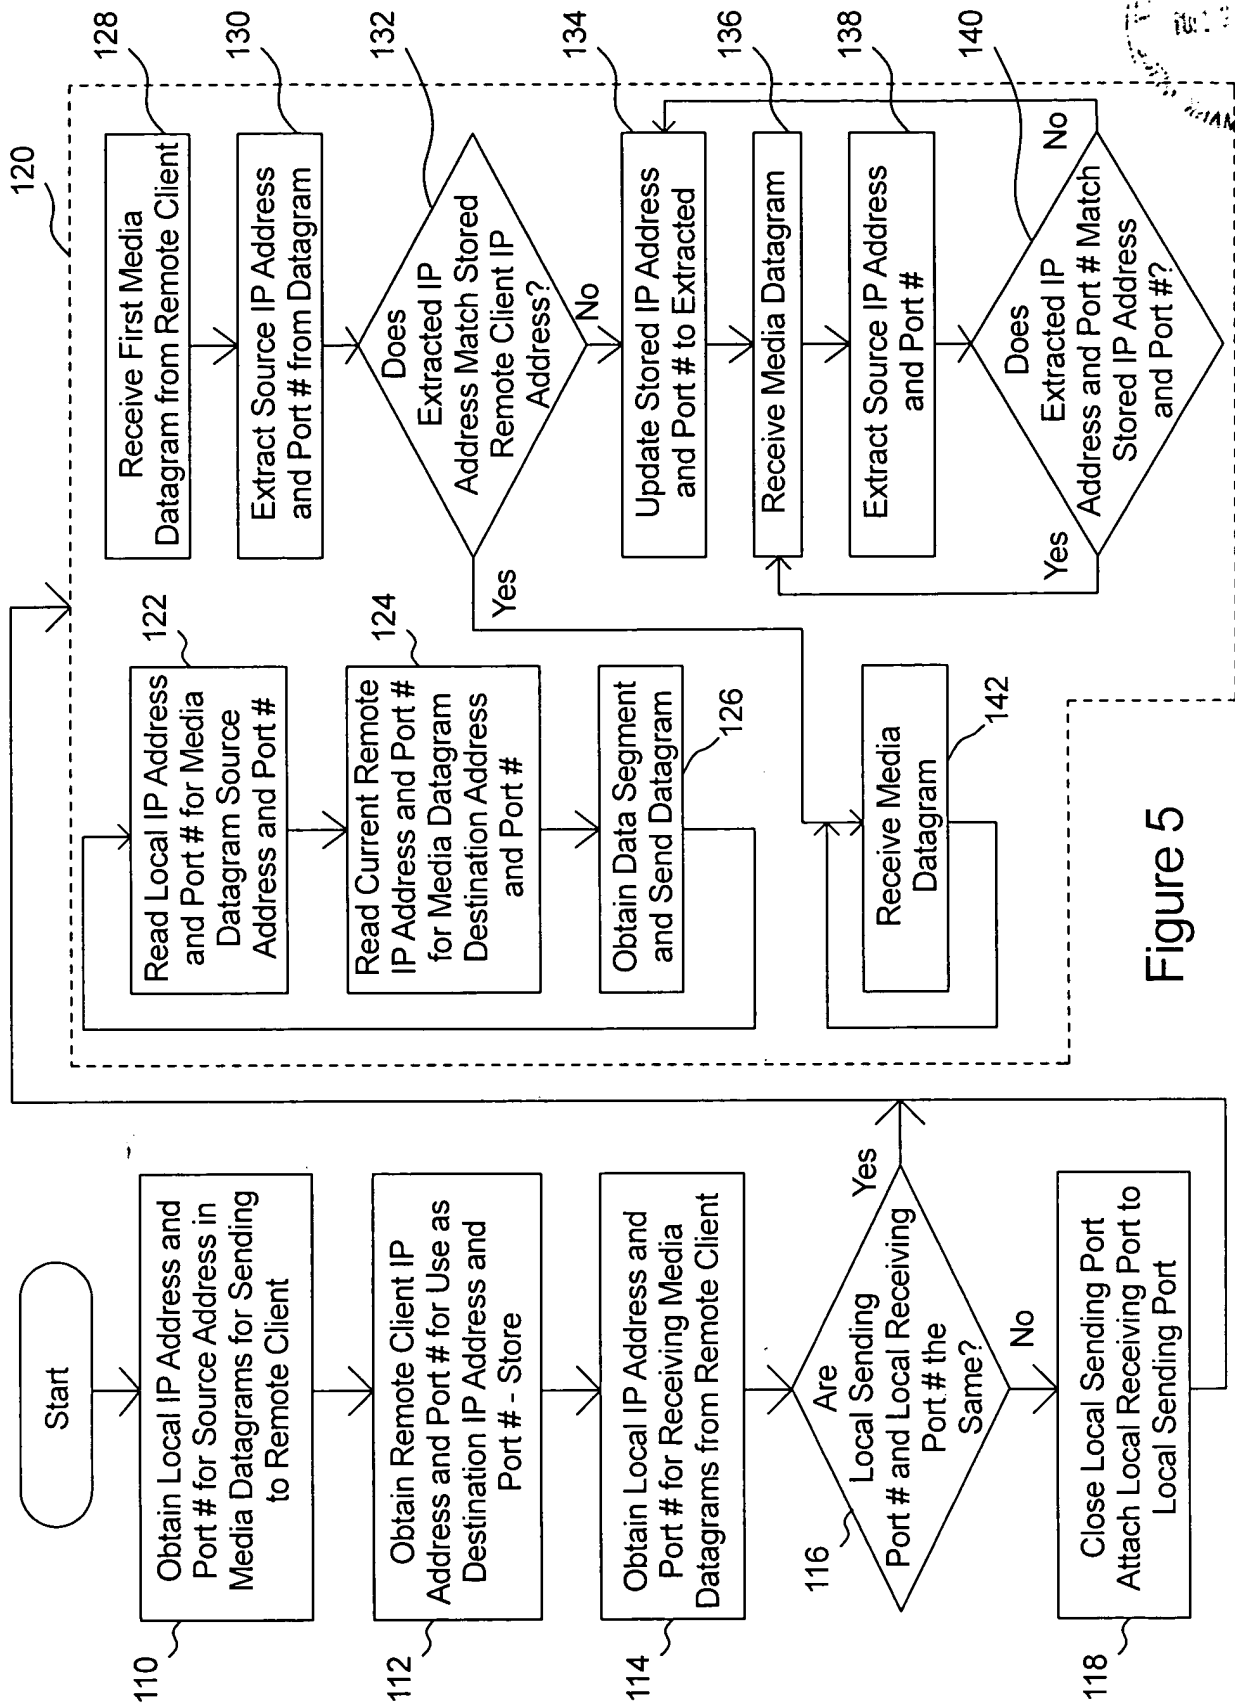 Start
110
Obtain Local IP Address and
Port # for Source Address in
Media Datagrams for Sending
to Remote Client
112
Obtain Remote Client IP
Address and Port # for Use as
Destination IP Address and
Port # - Store
114
Obtain Local IP Address and
Port # for Receiving Media
Datagrams from Remote Client
116
Are
Local Sending
Port # and Local Receiving
Port # the
Same?
Yes
No
118
Close Local Sending Port
Attach Local Receiving Port to
Local Sending Port
120
122
Read Local IP Address
and Port # for Media
Datagram Source
Address and Port #
124
Read Current Remote
IP Address and Port #
for Media Datagram
Destination Address
and Port #
126
Obtain Data Segment
and Send Datagram
128
Receive First Media
Datagram from Remote Client
130
Extract Source IP Address
and Port # from Datagram
132
Does
Extracted IP
Address Match Stored
Remote Client IP
Address?
Yes
No
134
Update Stored IP Address
and Port # to Extracted
136
Receive Media Datagram
138
Extract Source IP Address
and Port #
140
Does
Extracted IP
Address and Port # Match
Stored IP Address
and Port #?
Yes
No
142
Receive Media
Datagram
Figure 5